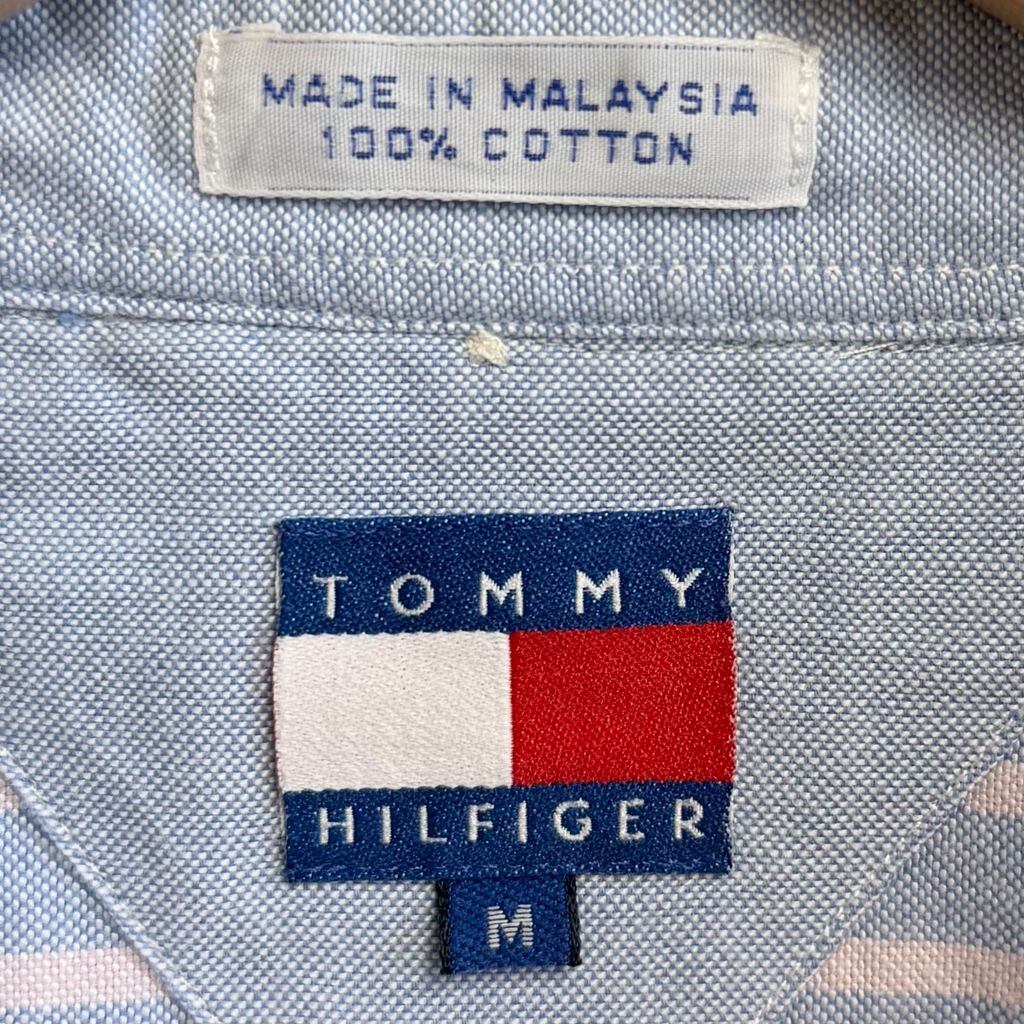 MADE IN MALAYSIA
100% COTTON
TOMMY
HILFIGER
M